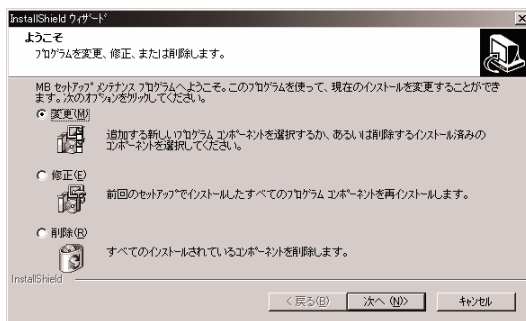 InstallShield ウィザード
ようこそ
プログラムを変更、修正、または削除します。
MB セットアップ メンテナンス プログラムへようこそ。このプログラムを使って、現在のインストールを変更することができ
ます。次のオプションをクリックしてください。
変更(M)
追加する新しいプログラム コンポーネントを選択するか、あるいは削除するインストール済みの
コンポーネントを選択してください。
修正(E)
前回のセットアップでインストールしたすべてのプログラム コンポーネントを再インストールします。
削除(R)
すべてのインストールされているコンポーネントを削除します。
InstallShield
< 戻る(B) 次へ (N)> キャンセル